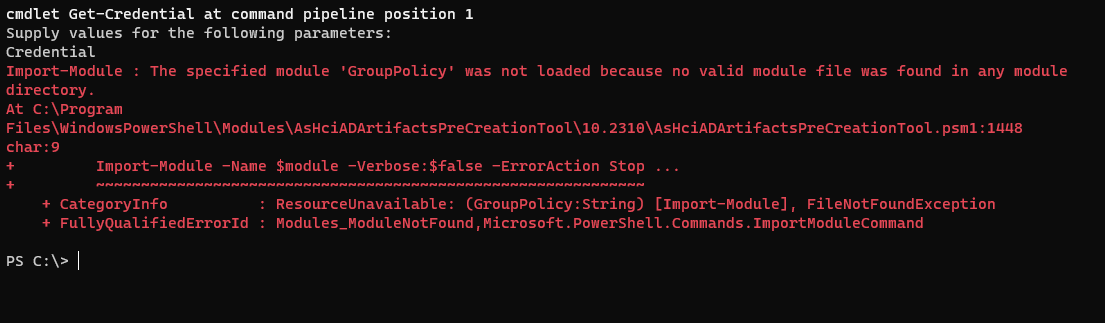 cmdlet Get-Credential at command pipeline position 1
Supply values for the following parameters:
Credential
Import-Module : The specified module 'GroupPolicy' was not loaded because no valid module file was found in any module
directory.
At C:\Program
Files\WindowsPowerShell\Modules\AsHciADArtifactsPreCreationTool\10.2310\AsHciADArtifactsPreCreationTool.psm1:1448
char:9
+         Import-Module -Name $module -Verbose:$false -ErrorAction Stop ...
+         ~~~~~~~~~~~~~~~~~~~~~~~~~~~~~~~~~~~~~~~~~~~~~~~~~~~~~~~~~~~~~
    + CategoryInfo          : ResourceUnavailable: (GroupPolicy:String) [Import-Module], FileNotFoundException
    + FullyQualifiedErrorId : Modules_ModuleNotFound,Microsoft.PowerShell.Commands.ImportModuleCommand
PS C:\>